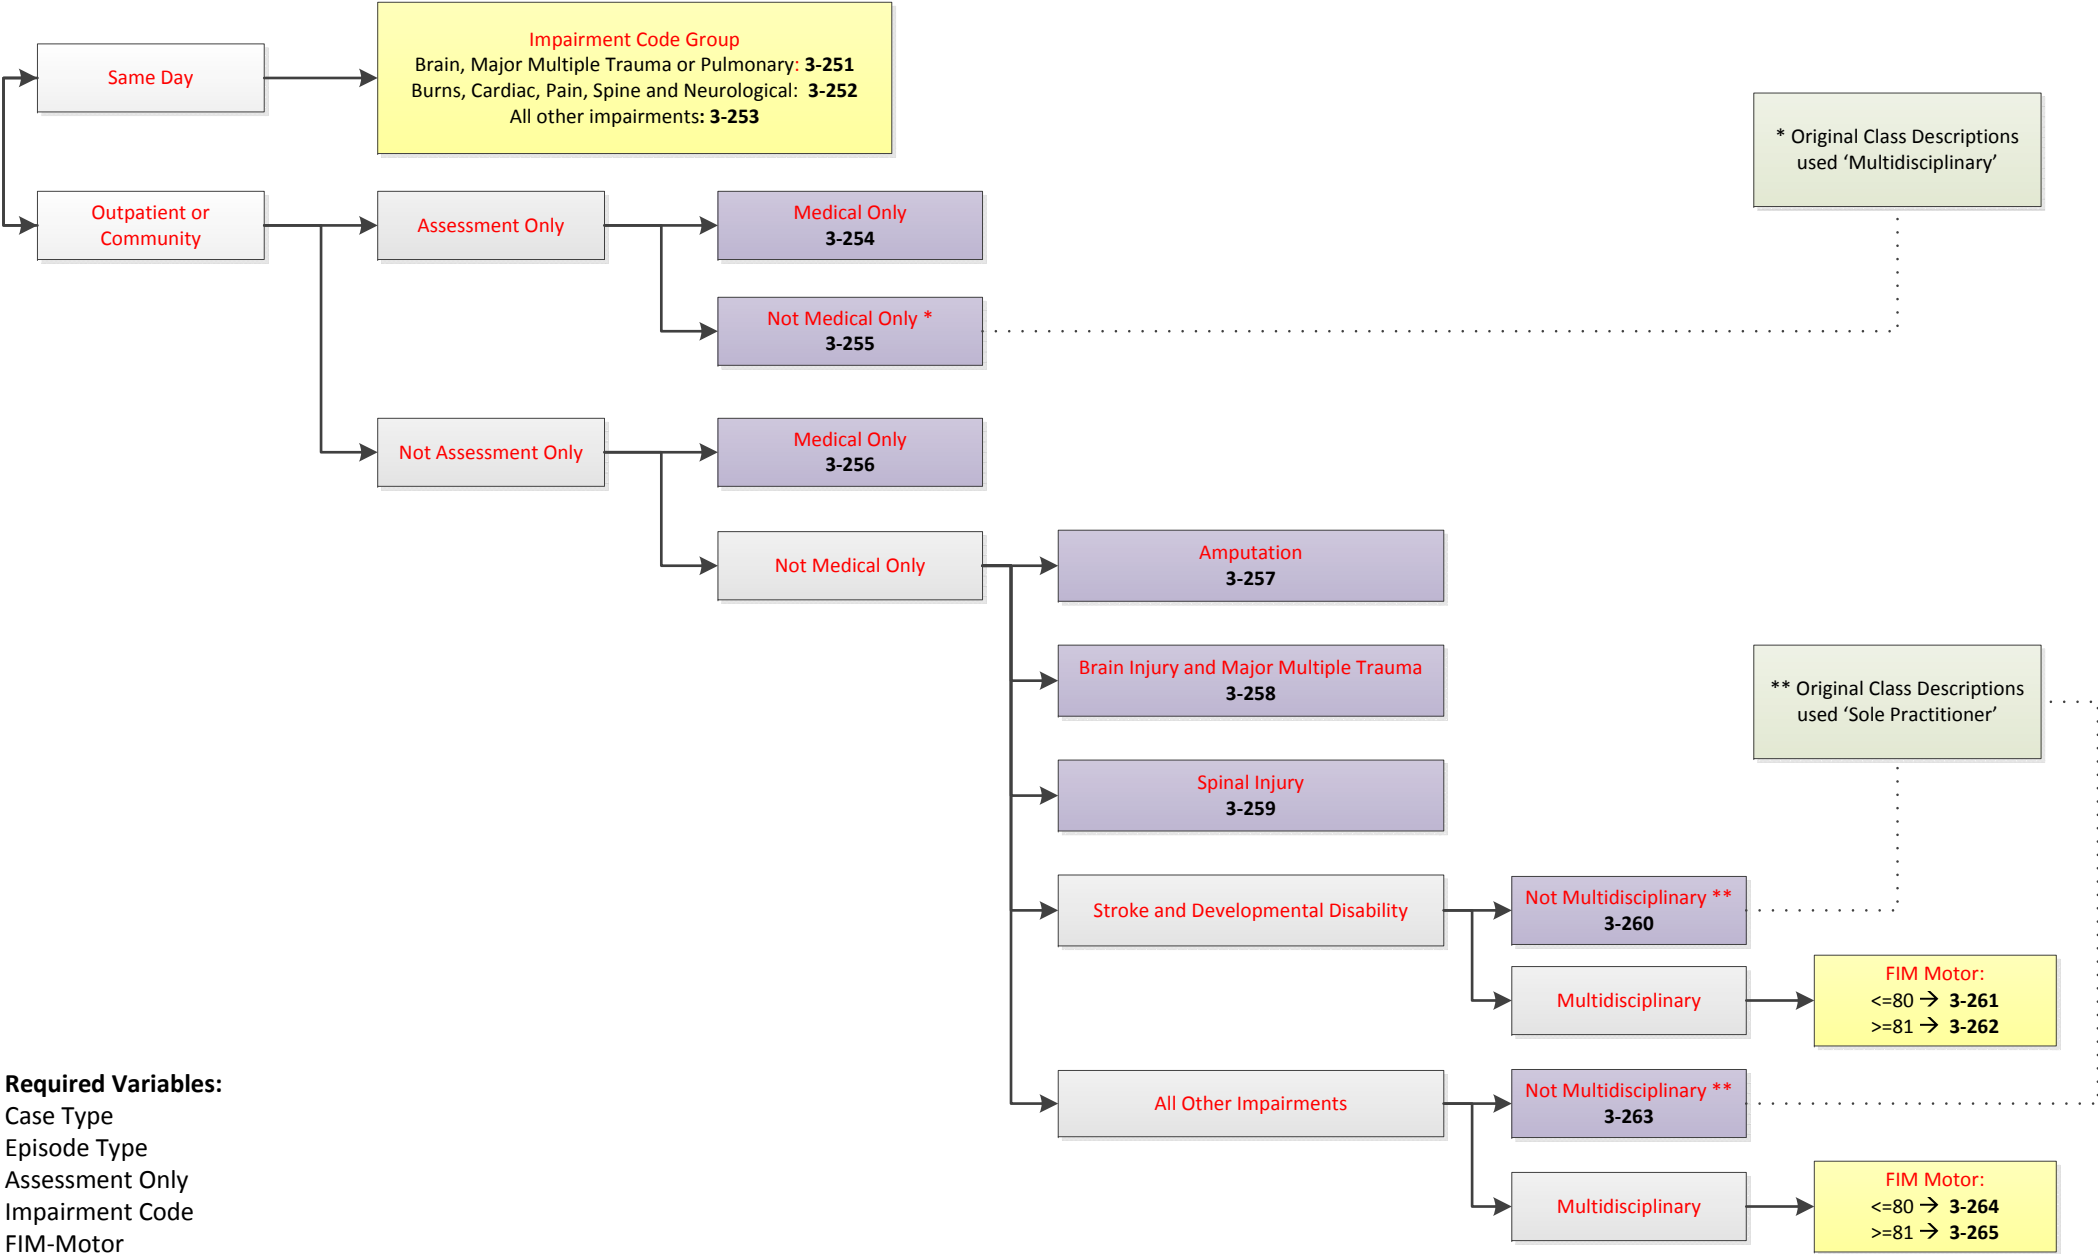 Same Day
Impairment Code Group
Brain, Major Multiple Trauma or Pulmonary: 3-251
Burns, Cardiac, Pain, Spine and Neurological: 3-252
All other impairments: 3-253
* Original Class Descriptions
used ‘Multidisciplinary’
Outpatient or
Community
Assessment Only
Medical Only
3-254
Not Medical Only *
3-255
Not Assessment Only
Medical Only
3-256
Not Medical Only
Amputation
3-257
Brain Injury and Major Multiple Trauma
3-258
** Original Class Descriptions
used ‘Sole Practitioner’
Spinal Injury
3-259
Stroke and Developmental Disability
Not Multidisciplinary **
3-260
Multidisciplinary
FIM Motor:
<=80 → 3-261
>=81 → 3-262
All Other Impairments
Not Multidisciplinary **
3-263
Multidisciplinary
FIM Motor:
<=80 → 3-264
>=81 → 3-265
Required Variables:
Case Type
Episode Type
Assessment Only
Impairment Code
FIM-Motor